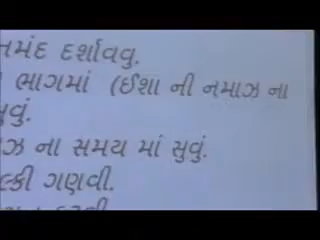 તમંદ દર્શાવવુ.
ભાગમાં (ઈશા ની નમાઝ ના
સુવું.
ઝ ના સમય માં સુવું.
લ્કી ગણવી.